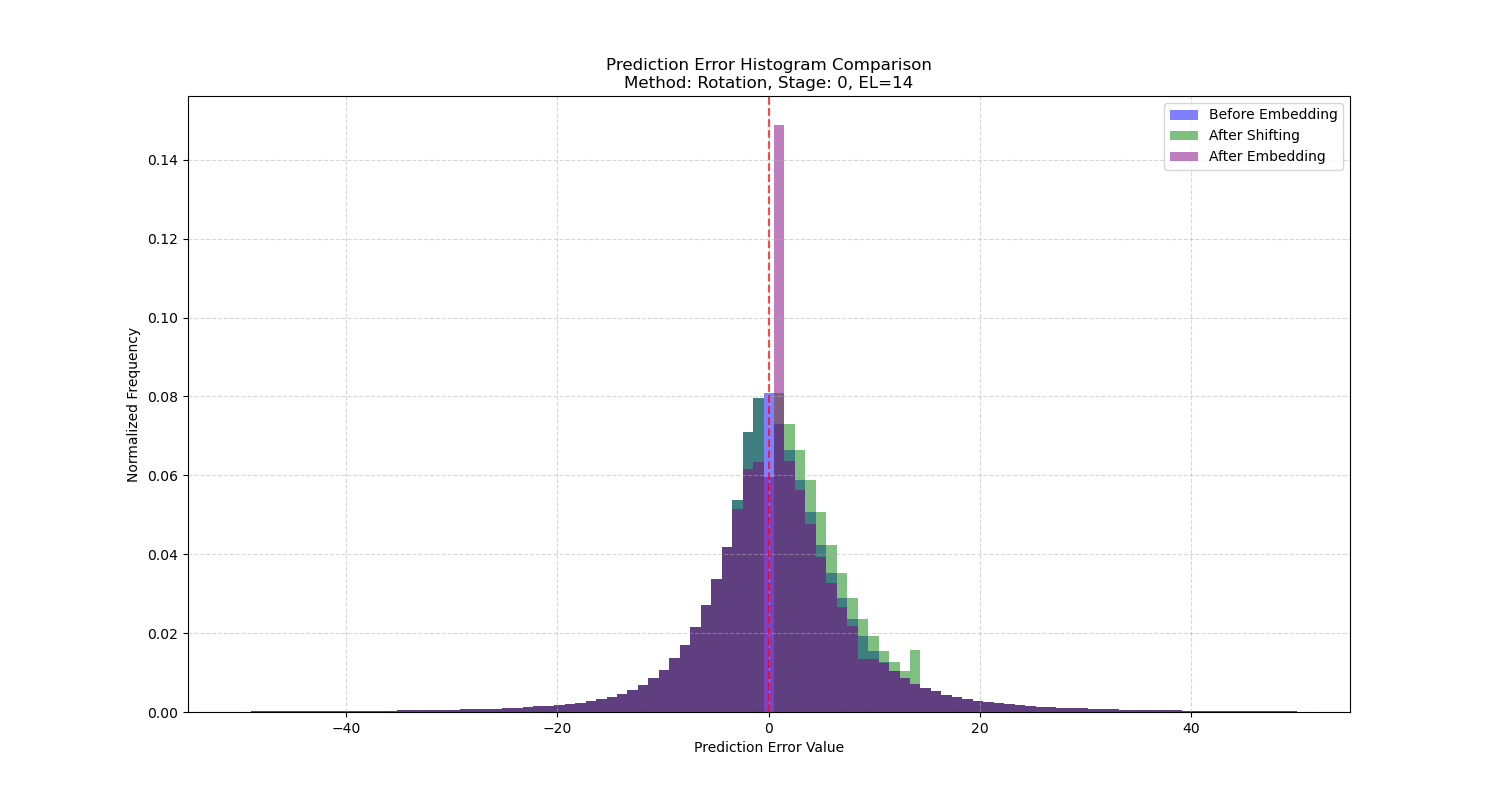 Prediction Error Histogram Comparison
Method: Rotation, Stage: 0, EL=14
Before Embedding
After Shifting
After Embedding
Normalized Frequency
0.14
0.12
0.10
0.08
0.06
0.04
0.02
0.00
−40
−20
0
20
40
Prediction Error Value